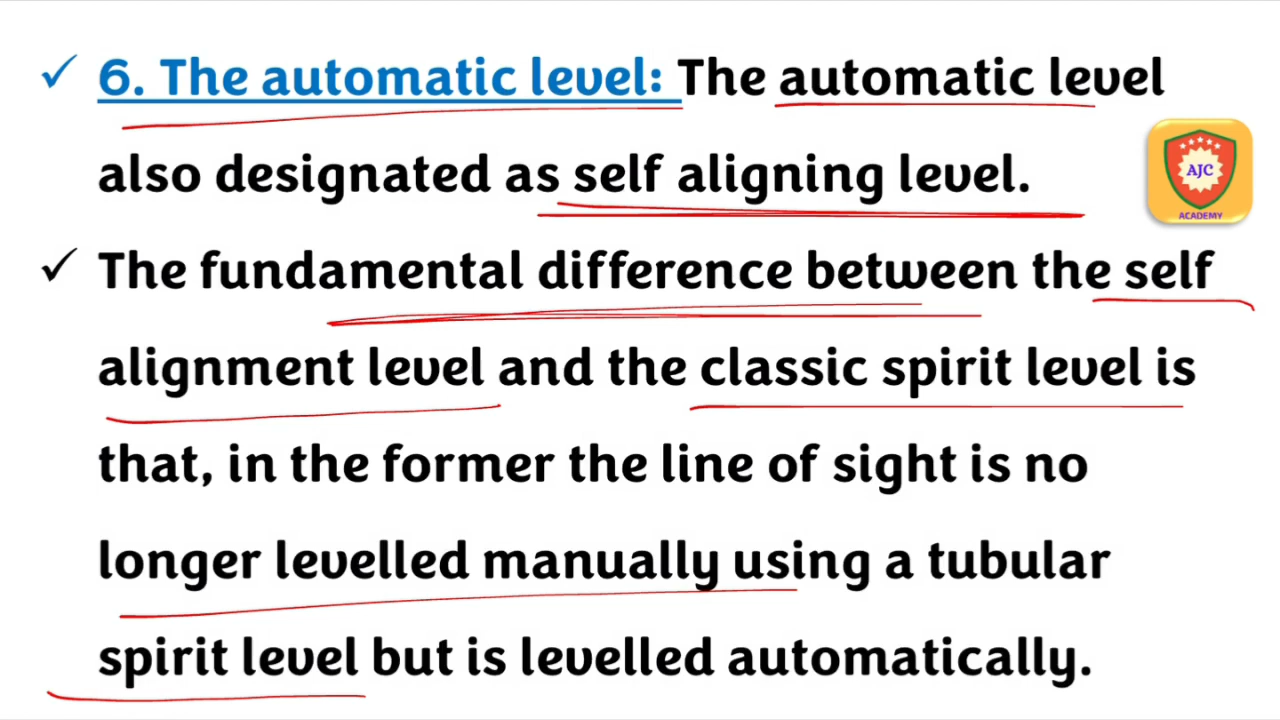 ✓ 6. The automatic level: The automatic level
also designated as self aligning level.
AJC
ACADEMY
✓ The fundamental difference between the self
alignment level and the classic spirit level is
that, in the former the line of sight is no
longer levelled manually using a tubular
spirit level but is levelled automatically.